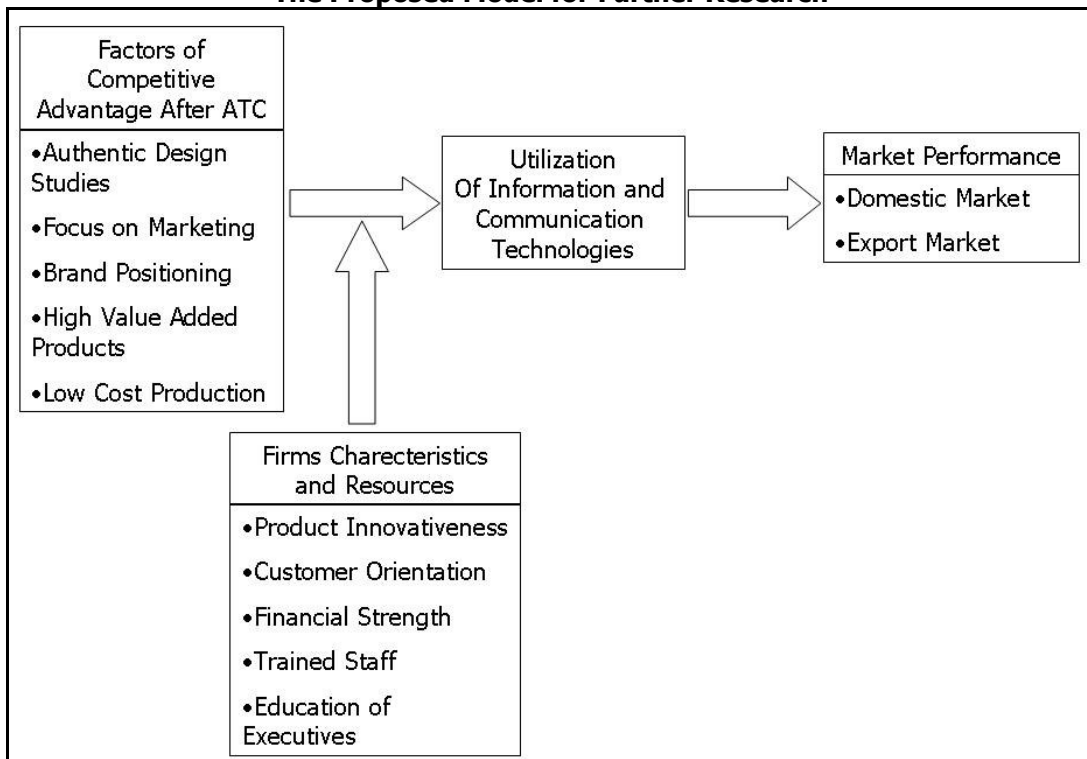 The Proposed Model for Further Research
Factors of
Competitive
Advantage After ATC
•Authentic Design
Studies
•Focus on Marketing
•Brand Positioning
•High Value Added
Products
•Low Cost Production
Utilization
Of Information and
Communication
Technologies
Market Performance
•Domestic Market
•Export Market
Firms Charecteristics
and Resources
•Product Innovativeness
•Customer Orientation
•Financial Strength
•Trained Staff
•Education of
Executives